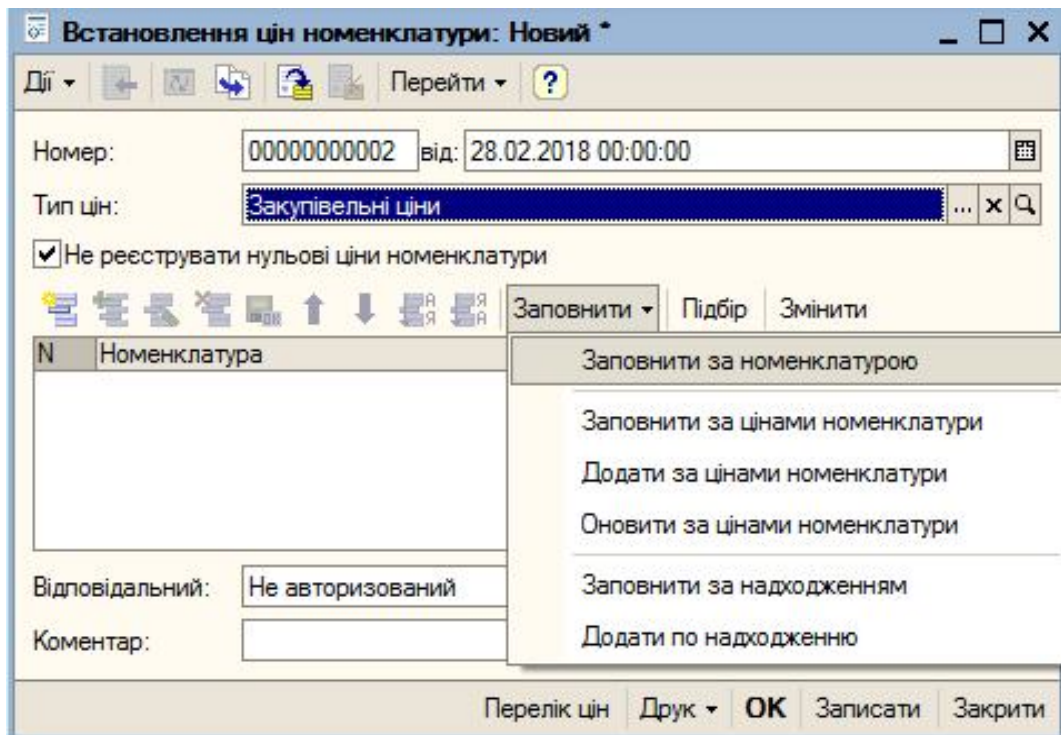 Встановлення цін номенклатури: Новий *
Дії Перейти ?
Номер: 00000000002 від: 28.02.2018 00:00:00
Тип цін: Закупівельні ціни ... x
Не реєструвати нульові ціни номенклатури
Заповнити Підбір Змінити
N Номенклатура
Заповнити за номенклатурою
Заповнити за цінами номенклатури
Додати за цінами номенклатури
Оновити за цінами номенклатури
Заповнити за надходженням
Додати по надходженню
Відповідальний: Не авторизований
Коментар:
Перелік цін Друк OK Записати Закрити